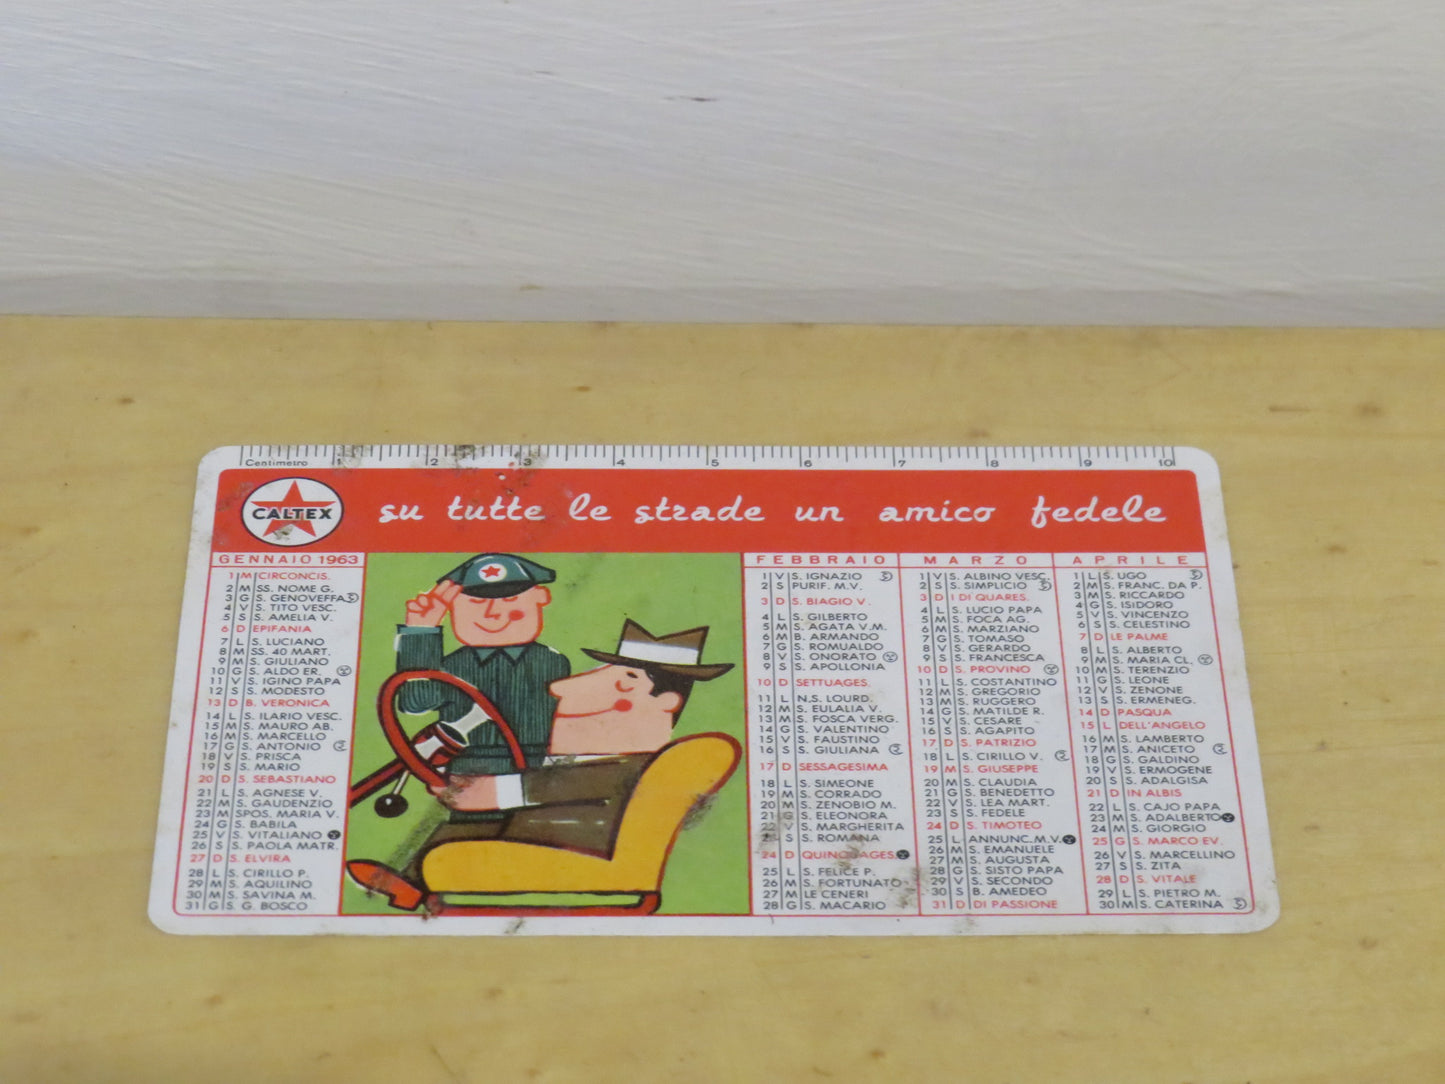 Centimetro 1 2 3 4 5 6 7 8 9 10
CALTEX
su tutte le strade un amico fedele
GENNAIO 1963
1 M CIRCONCIS.
2 M SS. NOME G.
3 G S. GENOVEFFA
4 V S. TITO VESC.
5 S S. AMELIA V.
6 D EPIFANIA
7 L S. LUCIANO
8 M SS. 40 MART.
9 M S. GIULIANO
10 G S. ALDO ER.
11 V S. IGINO PAPA
12 S S. MODESTO
13 D B. VERONICA
14 L S. ILARIO VESC.
15 M S. MAURO AB.
16 M S. MARCELLO
17 G S. ANTONIO
18 V S. PRISCA
19 S S. MARIO
20 D S. SEBASTIANO
21 L S. AGNESE V.
22 M S. GAUDENZIO
23 M SPOS. MARIA V.
24 G S. BABILA
25 V S. VITALIANO
26 S S. PAOLA MATR.
27 D S. ELVIRA
28 L S. CIRILLO P.
29 M S. AQUILINO
30 M S. SAVINA M.
31 G S. G. BOSCO
FEBBRAIO
1 V S. IGNAZIO
2 S PURIF. M.V.
3 D S. BIAGIO V.
4 L S. GILBERTO
5 M S. AGATA V.M.
6 M B. ARMANDO
7 G S. ROMUALDO
8 V S. ONORATO
9 S S. APOLLONIA
10 D SETTUAGES.
11 L N.S. LOURD.
12 M S. EULALIA V.
13 M S. FOSCA VERG.
14 G S. VALENTINO
15 V S. FAUSTINO
16 S S. GIULIANA
17 D SESSAGESIMA
18 L S. SIMEONE
19 M S. CORRADO
20 M S. ZENOBIO M.
21 G S. ELEONORA
22 V S. MARGHERITA
23 S S. ROMANA
24 D QUINQUAGES.
25 L S. FELICE P.
26 M S. FORTUNATO
27 M LE CENERI
28 G S. MACARIO
MARZO
1 V S. ALBINO VESC.
2 S S. SIMPLICIO
3 D I DI QUARES.
4 L S. LUCIO PAPA
5 M S. FOCA AG.
6 M S. MARZIANO
7 G S. TOMASO
8 V S. GERARDO
9 S S. FRANCESCA
10 D S. PROVINO
11 L S. COSTANTINO
12 M S. GREGORIO
13 M S. RUGGERO
14 G S. MATILDE R.
15 V S. CESARE
16 S S. AGAPITO
17 D S. PATRIZIO
18 L S. CIRILLO V.
19 M S. GIUSEPPE
20 M S. CLAUDIA
21 G S. BENEDETTO
22 V S. LEA MART.
23 S S. FEDELE
24 D S. TIMOTEO
25 L ANNUNC. M.V.
26 M S. EMANUELE
27 M S. AUGUSTA
28 G S. SISTO PAPA
29 V S. SECONDO
30 S B. AMEDEO
31 D DI PASSIONE
APRILE
1 L S. UGO
2 M S. FRANC. DA P.
3 M S. RICCARDO
4 G S. ISIDORO
5 V S. VINCENZO
6 S S. CELESTINO
7 D LE PALME
8 L S. ALBERTO
9 M S. MARIA CL.
10 M S. TERENZIO
11 G S. LEONE
12 V S. ZENONE
13 S S. ERMENEG.
14 D PASQUA
15 L DELL'ANGELO
16 M S. LAMBERTO
17 M S. ANICETO
18 G S. GALDINO
19 V S. ERMOGENE
20 S S. ADALGISA
21 D IN ALBIS
22 L S. CAJO PAPA
23 M S. ADALBERTO
24 M S. GIORGIO
25 G S. MARCO EV.
26 V S. MARCELLINO
27 S S. ZITA
28 D S. VITALE
29 L S. PIETRO M.
30 M S. CATERINA